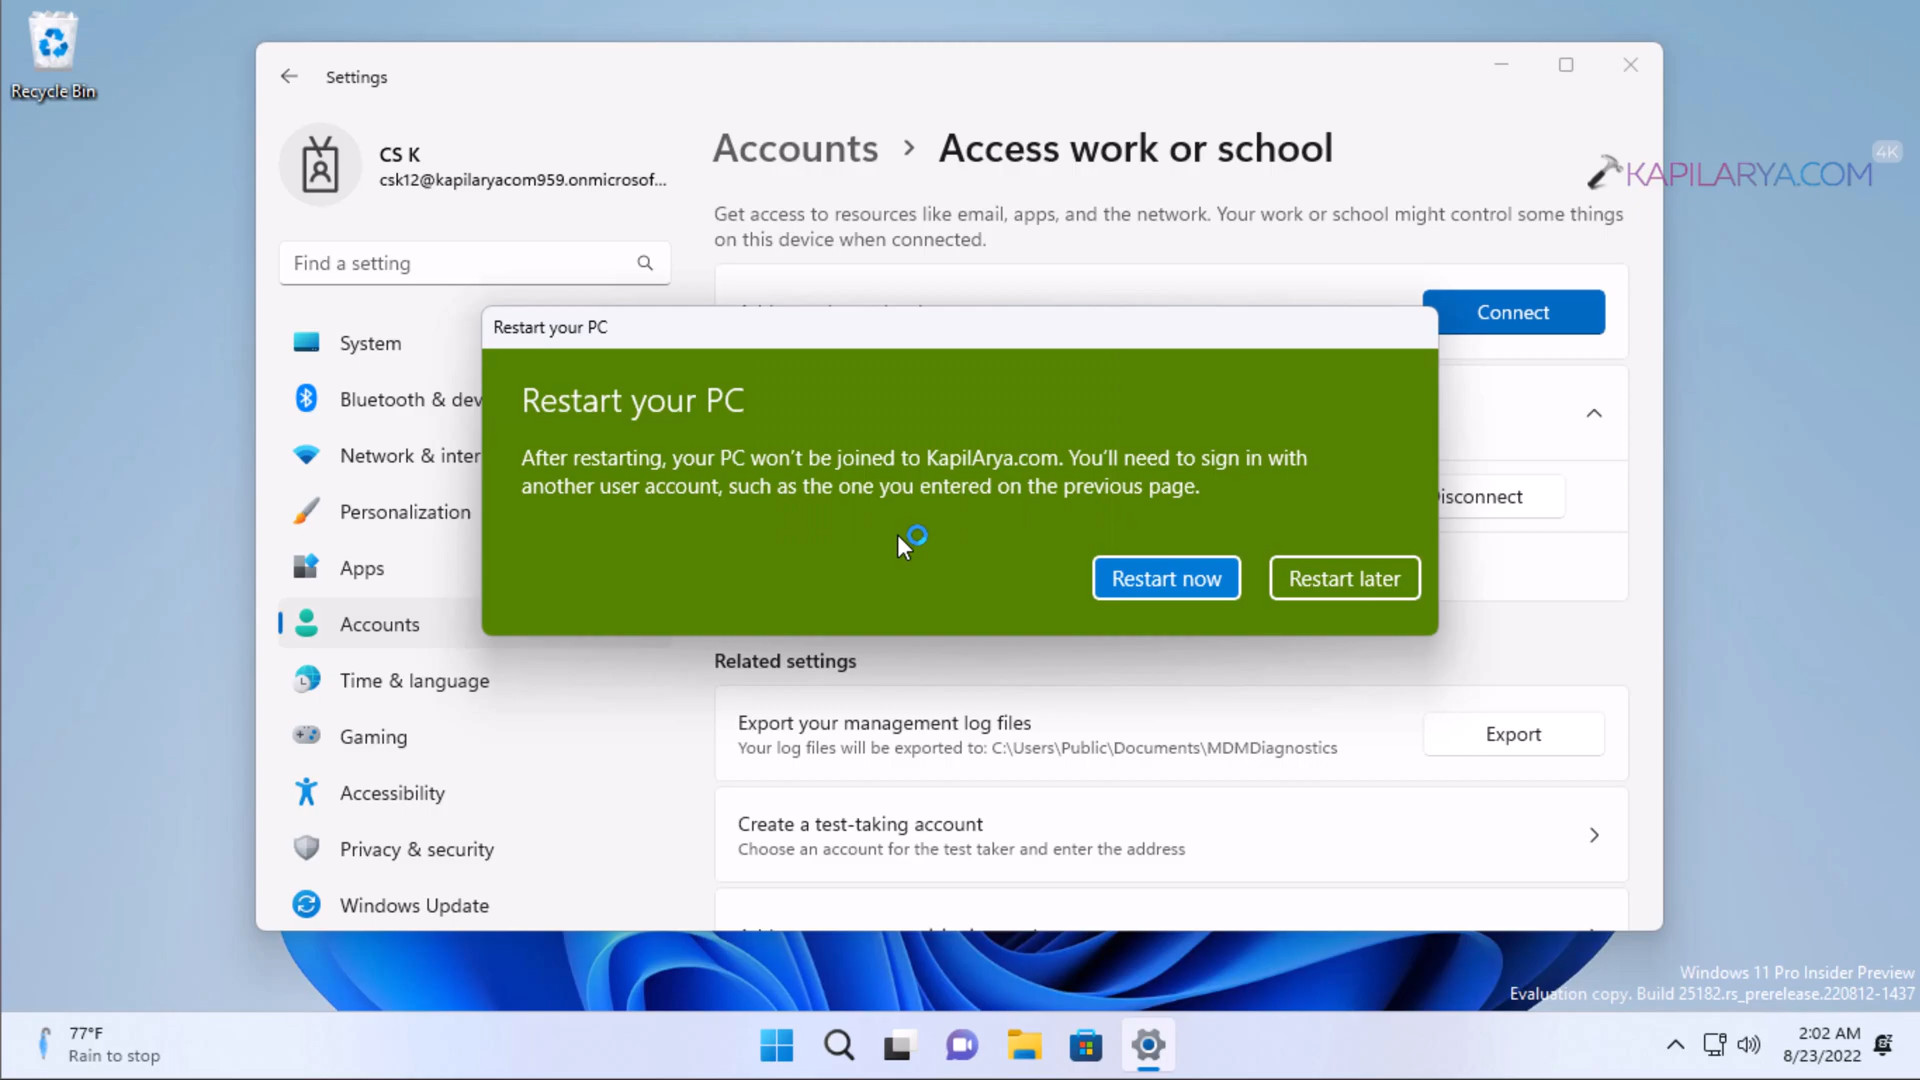 Recycle Bin
Settings
CS K
csk12@kapilaryacom959.onmicrosof...
Find a setting
System
Bluetooth & dev
Network & inter
Personalization
Apps
Accounts
Time & language
Gaming
Accessibility
Privacy & security
Windows Update
Accounts > Access work or school
4K
KAPILARYA.COM
Get access to resources like email, apps, and the network. Your work or school might control some things
on this device when connected.
Connect
Restart your PC
Restart your PC
After restarting, your PC won't be joined to KapilArya.com. You'll need to sign in with
another user account, such as the one you entered on the previous page.
Restart now
Restart later
isconnect
Related settings
Export your management log files
Your log files will be exported to: C:\Users\Public\Documents\MDMDiagnostics
Export
Create a test-taking account
Choose an account for the test taker and enter the address
Windows 11 Pro Insider Preview
Evaluation copy. Build 25182.rs_prerelease.220812-1437
77°F
Rain to stop
2:02 AM
8/23/2022